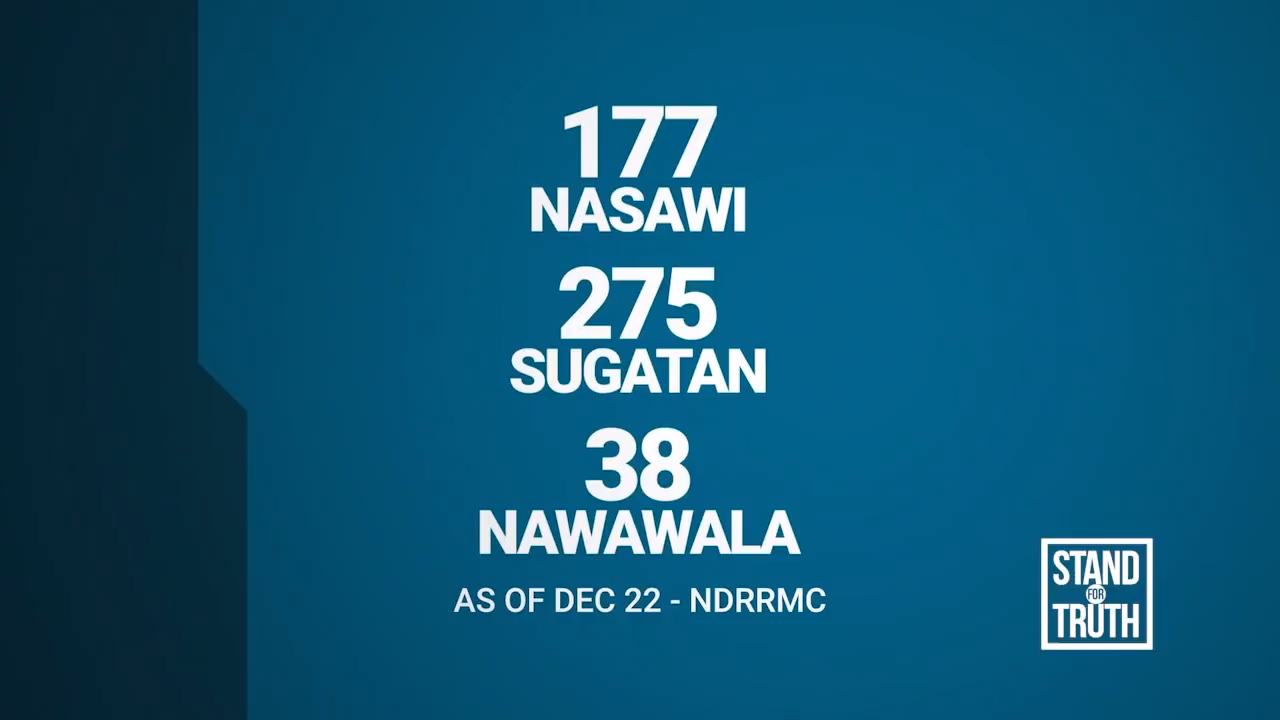 177
NASAWI
275
SUGATAN
38
NAWAWALA
AS OF DEC 22 - NDRRMC
STAND
FOR
TRUTH